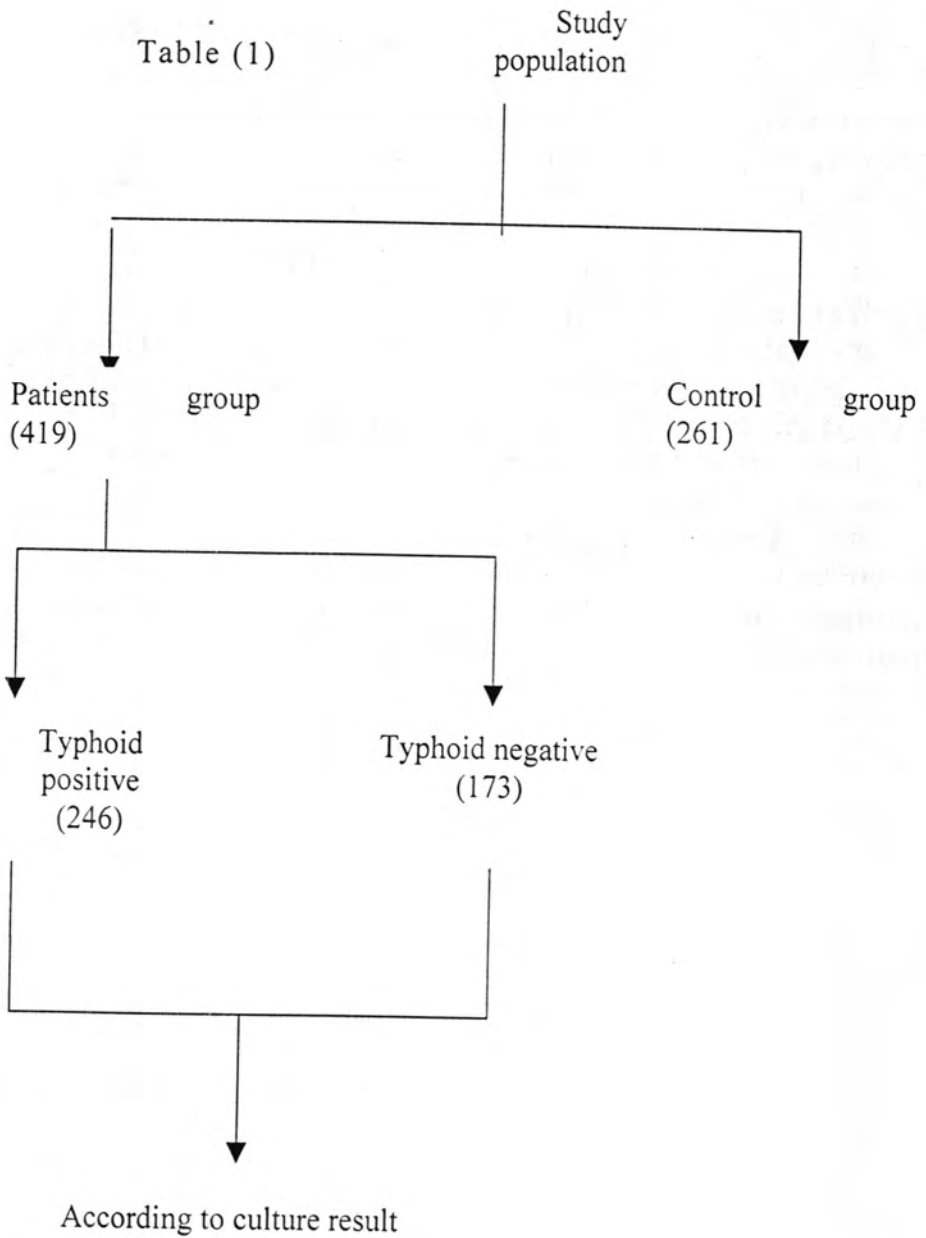 Table (1)
Study
population
Patients group
(419)
Control group
(261)
Typhoid
positive
(246)
Typhoid negative
(173)
According to culture result